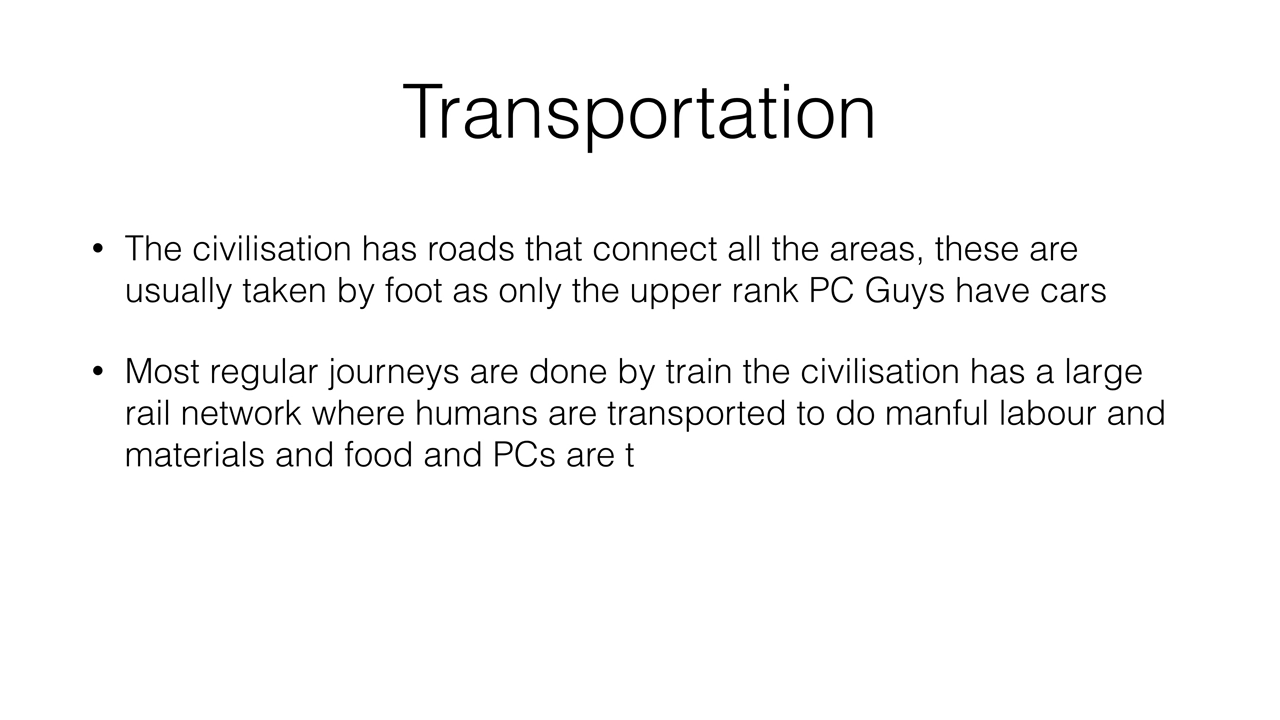 Transportation
• The civilisation has roads that connect all the areas, these are
usually taken by foot as only the upper rank PC Guys have cars
• Most regular journeys are done by train the civilisation has a large
rail network where humans are transported to do manful labour and
materials and food and PCs are t